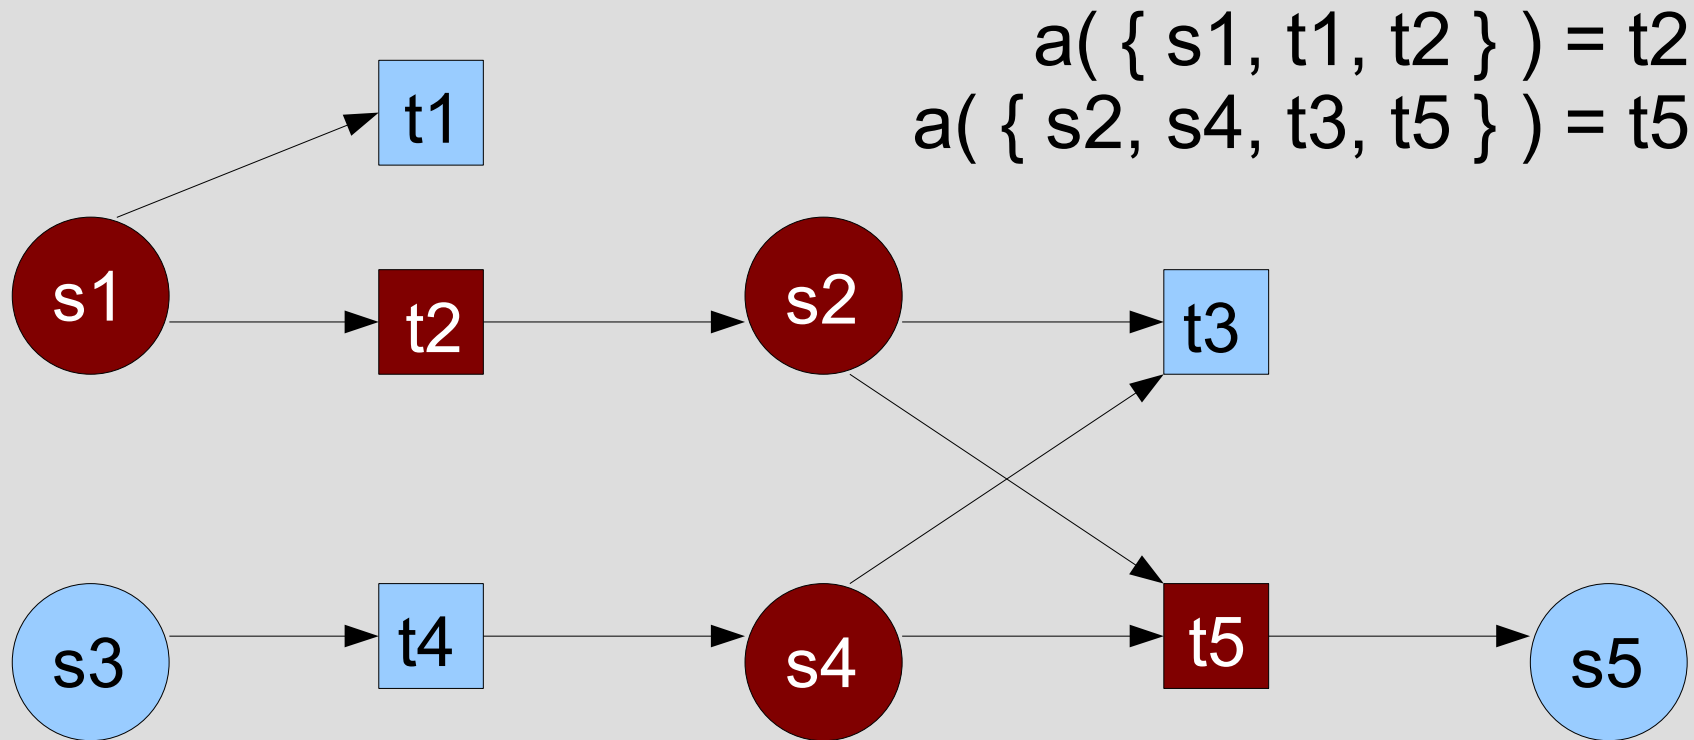 a( { s1, t1, t2 } ) = t2
a( { s2, s4, t3, t5 } ) = t5
t1
s1
t2
s2
t3
s3
t4
s4
t5
s5